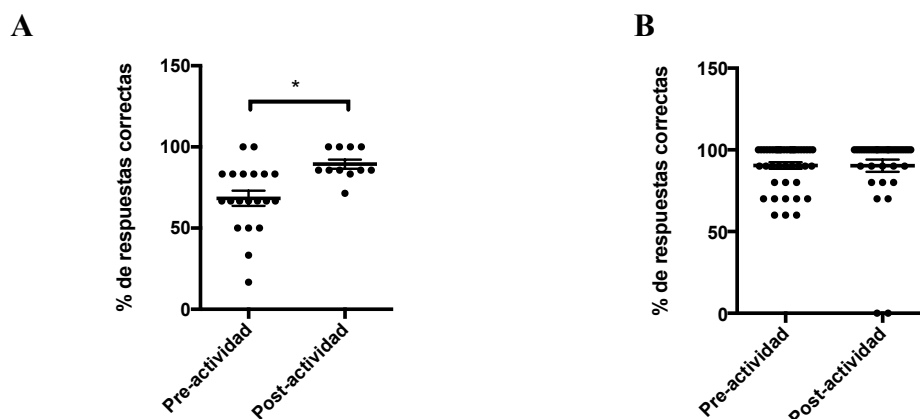 A
% de respuestas correctas
150
100
50
0
*
Pre-actividad
Post-actividad
B
% de respuestas correctas
150
100
50
0
Pre-actividad
Post-actividad